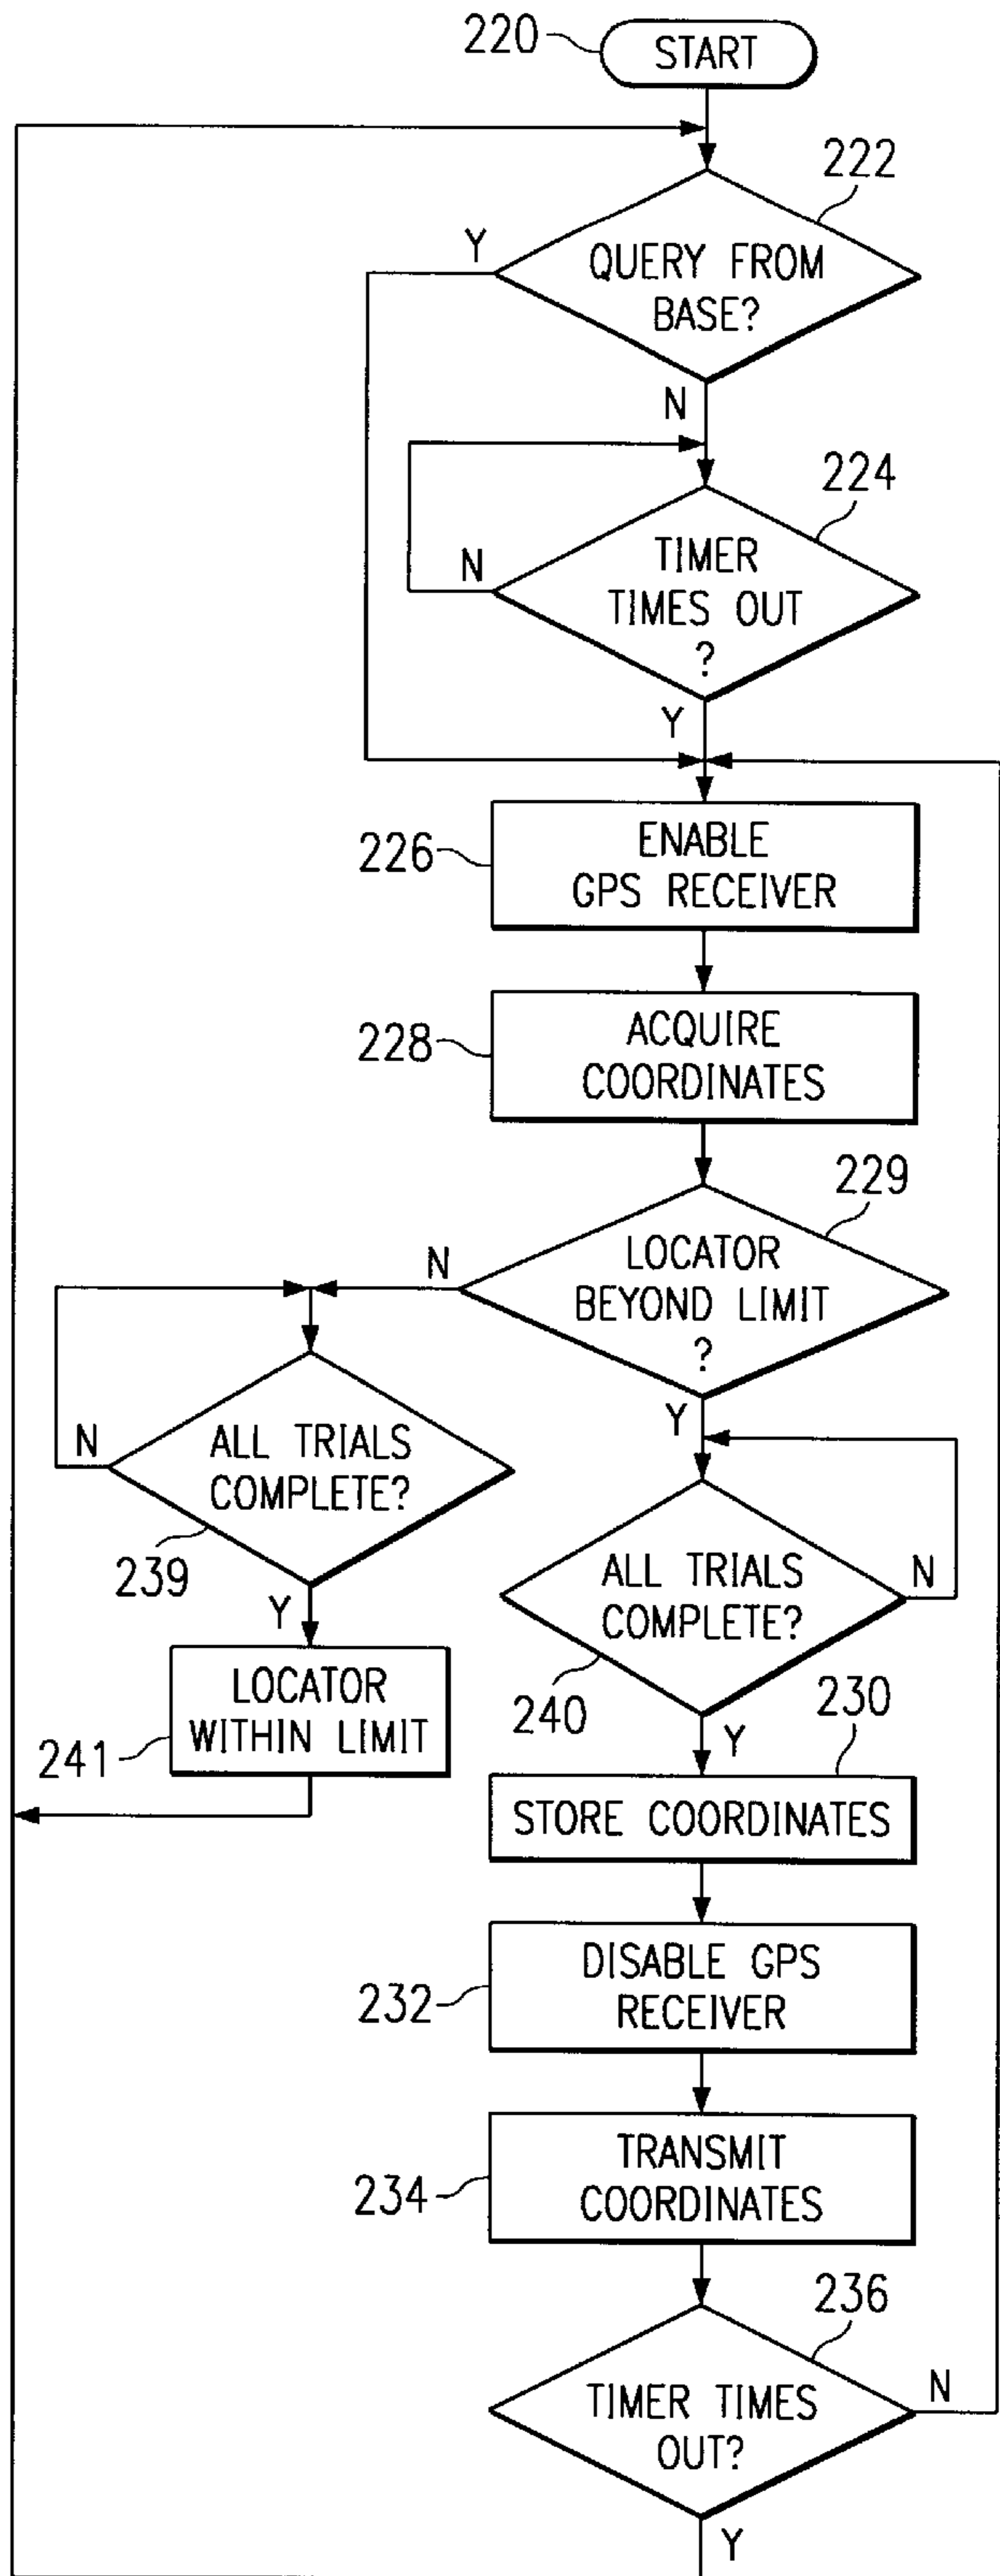 220
START
222
Y
QUERY FROM
BASE?
N
224
N
TIMER
TIMES OUT
?
Y
226
ENABLE
GPS RECEIVER
228
ACQUIRE
COORDINATES
229
N
LOCATOR
BEYOND LIMIT
?
Y
N
ALL TRIALS
COMPLETE?
239
Y
ALL TRIALS
COMPLETE?
N
240
Y
LOCATOR
WITHIN LIMIT
241
230
STORE COORDINATES
232
DISABLE GPS
RECEIVER
234
TRANSMIT
COORDINATES
236
TIMER TIMES
OUT?
N
Y